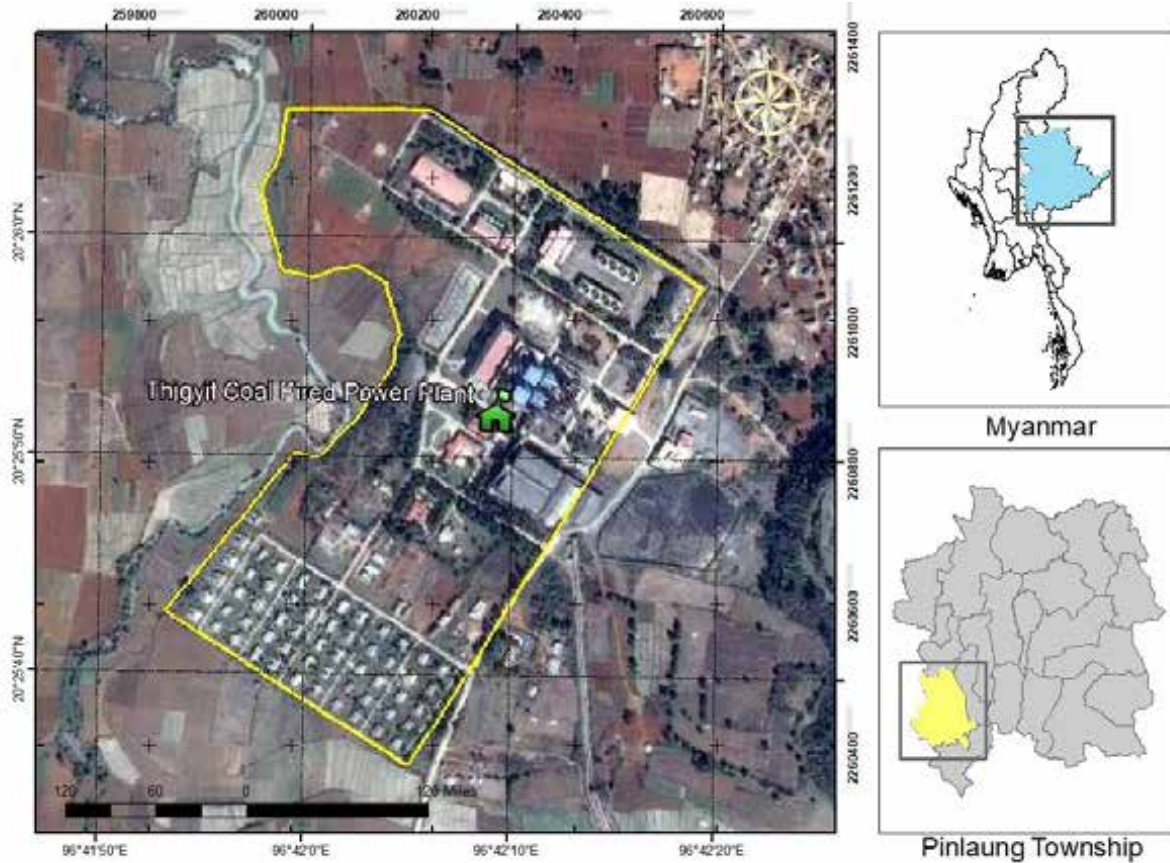 259800 260000 260200 260400 260600
2261400
2261200
2261000
2260800
2260600
2260400
20°26'0"N
20°25'50"N
20°25'40"N
Thigyit Coal Fired Power Plant
120 60 0 120 Miles
96°41'50"E 96°42'0"E 96°42'10"E 96°42'20"E
Myanmar
Pinlaung Township